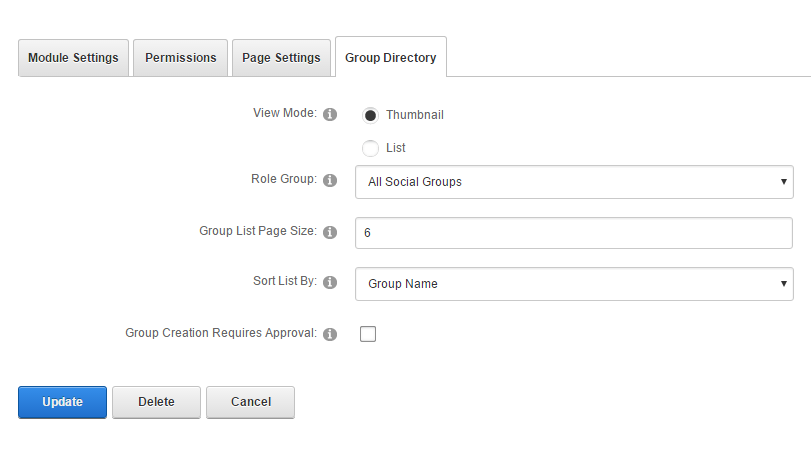 Module Settings Permissions Page Settings Group Directory
View Mode: Thumbnail
List
Role Group: All Social Groups
Group List Page Size: 6
Sort List By: Group Name
Group Creation Requires Approval:
Update Delete Cancel